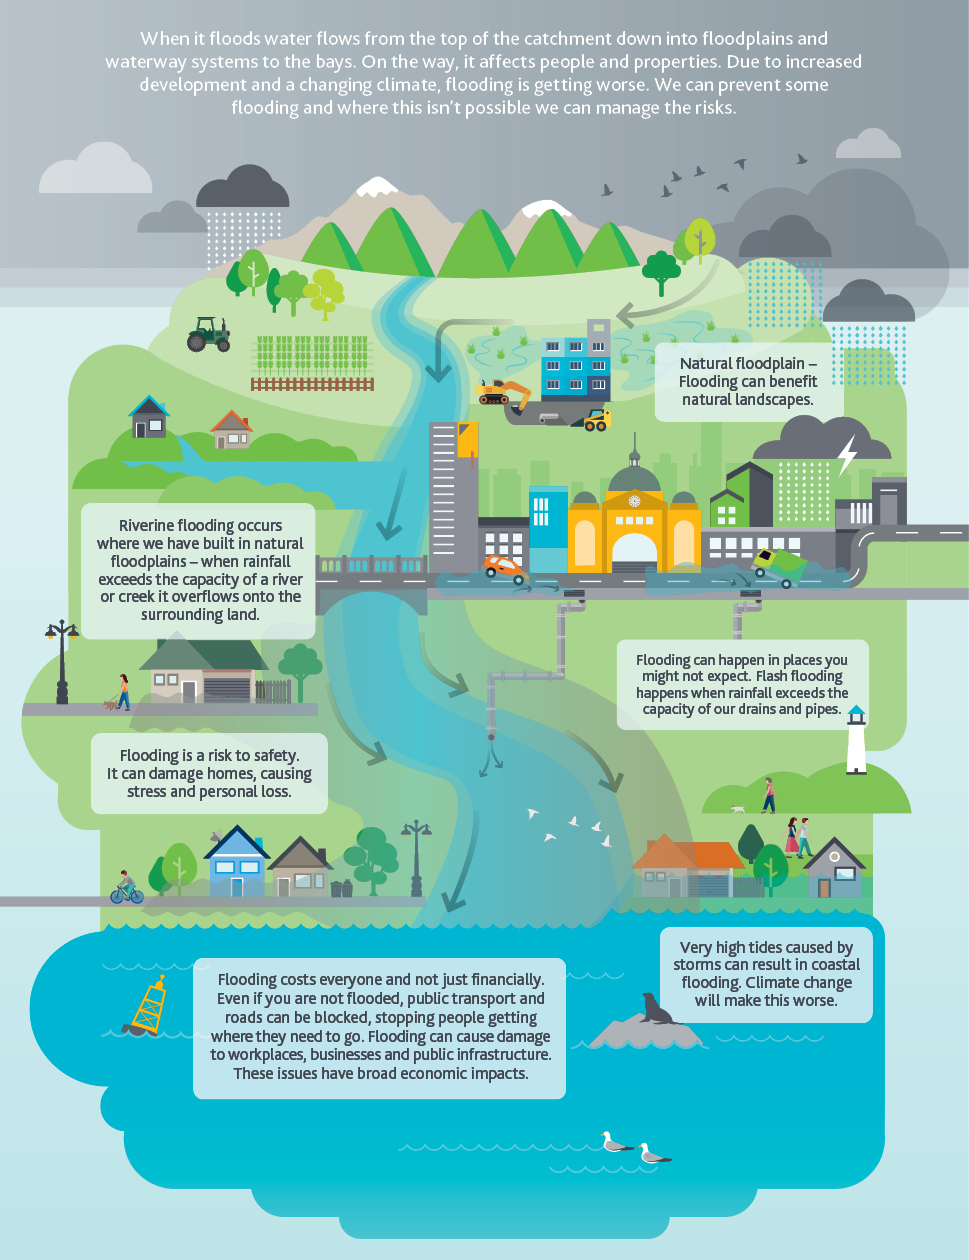 When it floods water flows from the top of the catchment down into floodplains and
waterway systems to the bays. On the way, it affects people and properties. Due to increased
development and a changing climate, flooding is getting worse. We can prevent some
flooding and where this isn't possible we can manage the risks.
Natural floodplain –
Flooding can benefit
natural landscapes.
Riverine flooding occurs
where we have built in natural
floodplains – when rainfall
exceeds the capacity of a river
or creek it overflows onto the
surrounding land.
Flooding can happen in places you
might not expect. Flash flooding
happens when rainfall exceeds the
capacity of our drains and pipes.
Flooding is a risk to safety.
It can damage homes, causing
stress and personal loss.
Very high tides caused by
storms can result in coastal
flooding. Climate change
will make this worse.
Flooding costs everyone and not just financially.
Even if you are not flooded, public transport and
roads can be blocked, stopping people getting
where they need to go. Flooding can cause damage
to workplaces, businesses and public infrastructure.
These issues have broad economic impacts.